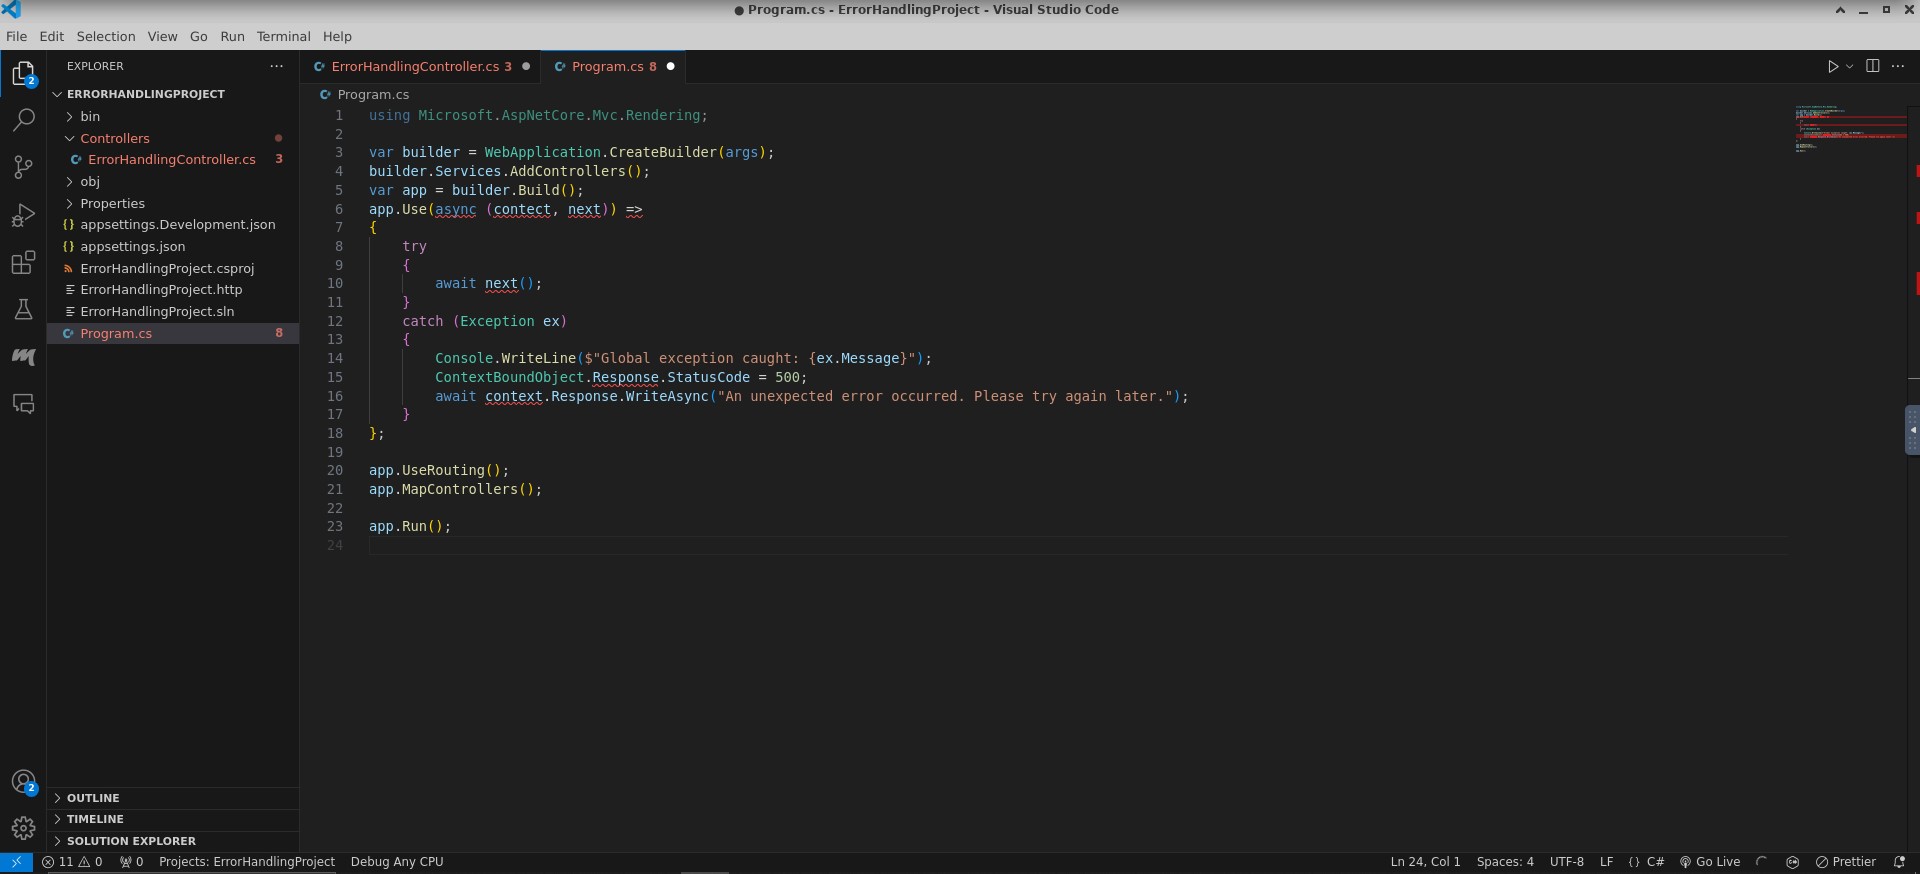 ● Program.cs - ErrorHandlingProject - Visual Studio Code
File Edit Selection View Go Run Terminal Help
EXPLORER
ERRORHANDLINGPROJECT
bin
Controllers
ErrorHandlingController.cs 3
obj
Properties
{} appsettings.Development.json
{} appsettings.json
ErrorHandlingProject.csproj
ErrorHandlingProject.http
ErrorHandlingProject.sln
Program.cs 8
OUTLINE
TIMELINE
SOLUTION EXPLORER
2
2
ErrorHandlingController.cs 3 Program.cs 8
Program.cs
1 using Microsoft.AspNetCore.Mvc.Rendering;
2
3 var builder = WebApplication.CreateBuilder(args);
4 builder.Services.AddControllers();
5 var app = builder.Build();
6 app.Use(async (contect, next)) =>
7 {
8     try
9     {
10         await next();
11     }
12     catch (Exception ex)
13     {
14         Console.WriteLine($"Global exception caught: {ex.Message}");
15         ContextBoundObject.Response.StatusCode = 500;
16         await context.Response.WriteAsync("An unexpected error occurred. Please try again later.");
17     }
18 };
19
20 app.UseRouting();
21 app.MapControllers();
22
23 app.Run();
24
11 0 0 Projects: ErrorHandlingProject Debug Any CPU Ln 24, Col 1 Spaces: 4 UTF-8 LF {} C# Go Live Prettier